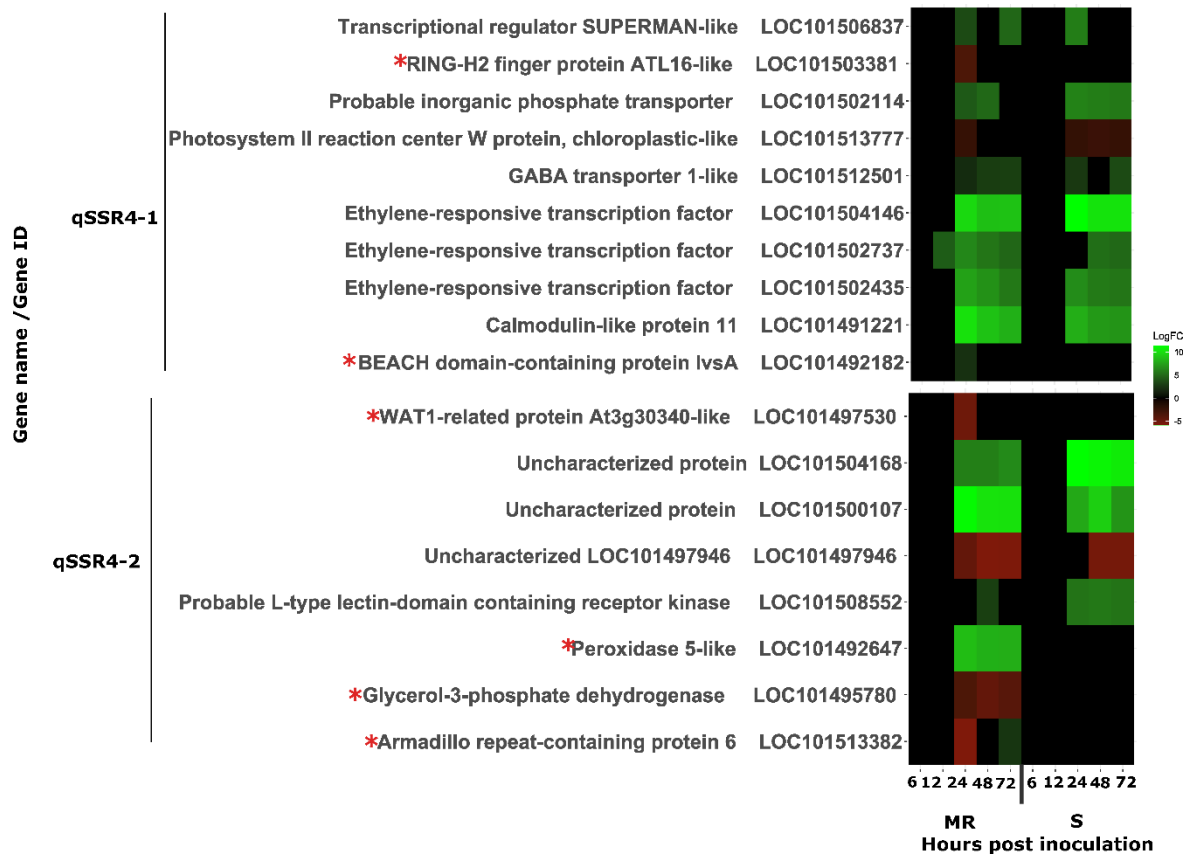 Gene name /Gene ID
qSSR4-1
Transcriptional regulator SUPERMAN-like LOC101506837
*RING-H2 finger protein ATL16-like LOC101503381
Probable inorganic phosphate transporter LOC101502114
Photosystem II reaction center W protein, chloroplastic-like LOC101513777
GABA transporter 1-like LOC101512501
Ethylene-responsive transcription factor LOC101504146
Ethylene-responsive transcription factor LOC101502737
Ethylene-responsive transcription factor LOC101502435
Calmodulin-like protein 11 LOC101491221
*BEACH domain-containing protein lvsA LOC101492182
qSSR4-2
*WAT1-related protein At3g30340-like LOC101497530
Uncharacterized protein LOC101504168
Uncharacterized protein LOC101500107
Uncharacterized LOC101497946 LOC101497946
Probable L-type lectin-domain containing receptor kinase LOC101508552
*Peroxidase 5-like LOC101492647
*Glycerol-3-phosphate dehydrogenase LOC101495780
*Armadillo repeat-containing protein 6 LOC101513382
LogFC
10
5
0
-5
6 12 24 48 72 6 12 24 48 72
MR S
Hours post inoculation